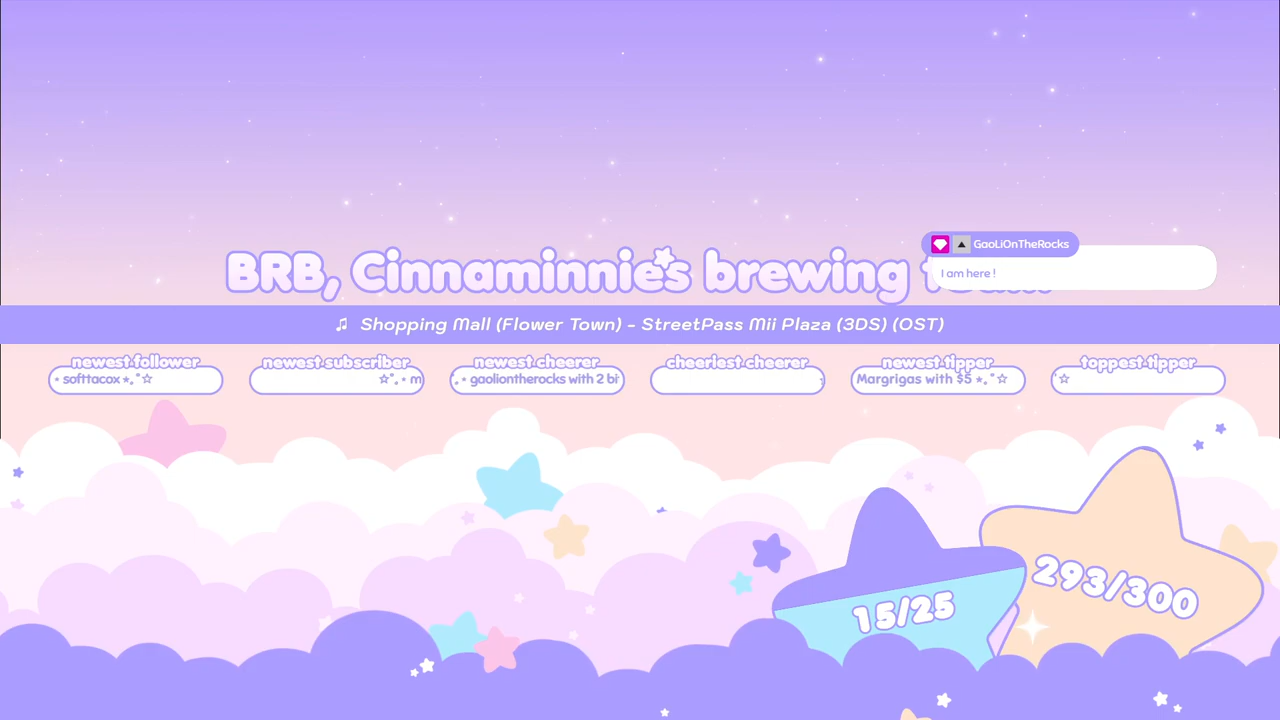 GaoLiOnTheRocks
I am here !
BRB, Cinnaminnie's brewing
♫ Shopping Mall (Flower Town) - StreetPass Mii Plaza (3DS) (OST)
newest follower
• softtacox ⋆˚☆
newest subscriber
☆˚. • m
newest cheerer
• gaoliontherocks with 2 bi
cheeriest cheerer
newest tipper
Margrigas with $5 ⋆.˚☆
toppest tipper
☆
15/25
293/300